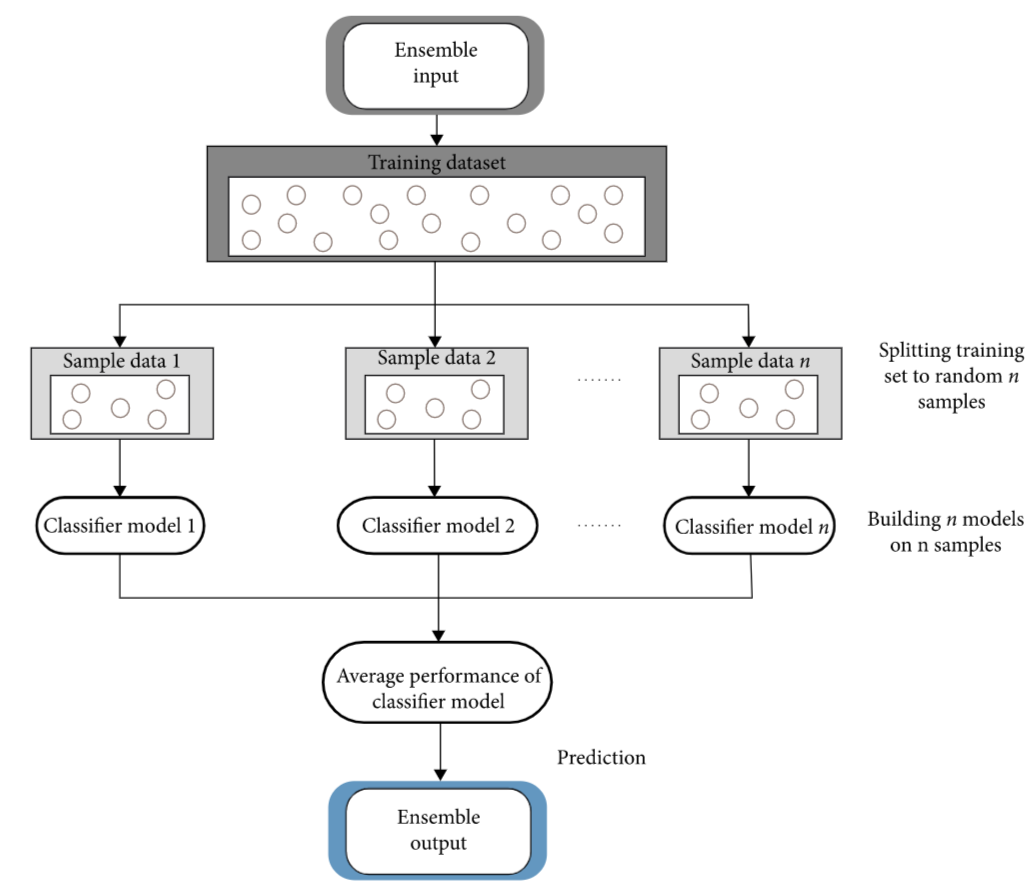 Ensemble
input
Training dataset
Sample data 1
Sample data 2
.......
Sample data n
Splitting training
set to random n
samples
Classifier model 1
Classifier model 2
.......
Classifier model n
Building n models
on n samples
Average performance of
classifier model
Prediction
Ensemble
output